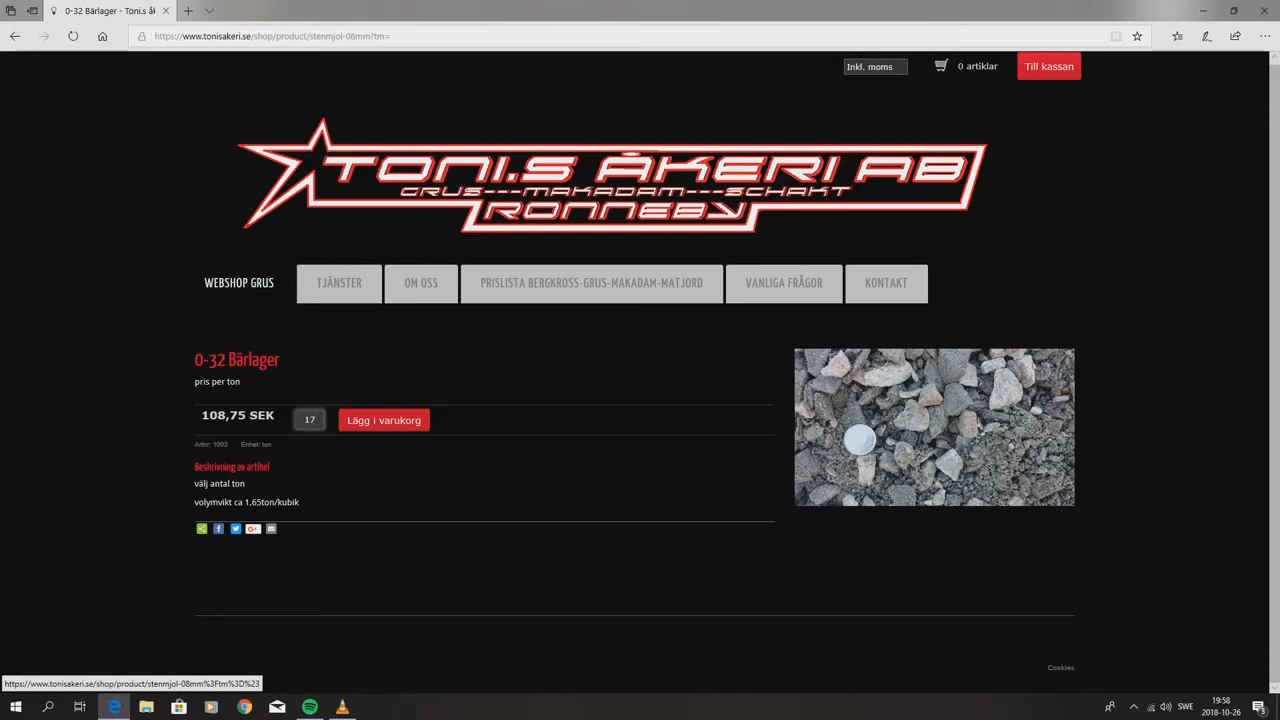 0-32 Bärlager - Toni.s åk
https://www.tonisakeri.se/shop/product/stenmjol-08mm?tm=
Inkl. moms
0 artiklar
Till kassan
TONI.S ÅKERI AB
GRUS---MAKADAM---SCHAKT
RONNEBY
WEBSHOP GRUS
TJÄNSTER
OM OSS
PRISLISTA BERGKROSS-GRUS-MAKADAM-MATJORD
VANLIGA FRÅGOR
KONTAKT
0-32 Bärlager
pris per ton
108,75 SEK
17
Lägg i varukorg
Artnr: 1003 Enhet: ton
Beskrivning av artikel
välj antal ton
volymvikt ca 1,65ton/kubik
Cookies
https://www.tonisakeri.se/shop/product/stenmjol-08mm%3Ftm%3D%23
SWE
19:58
2018-10-26
3